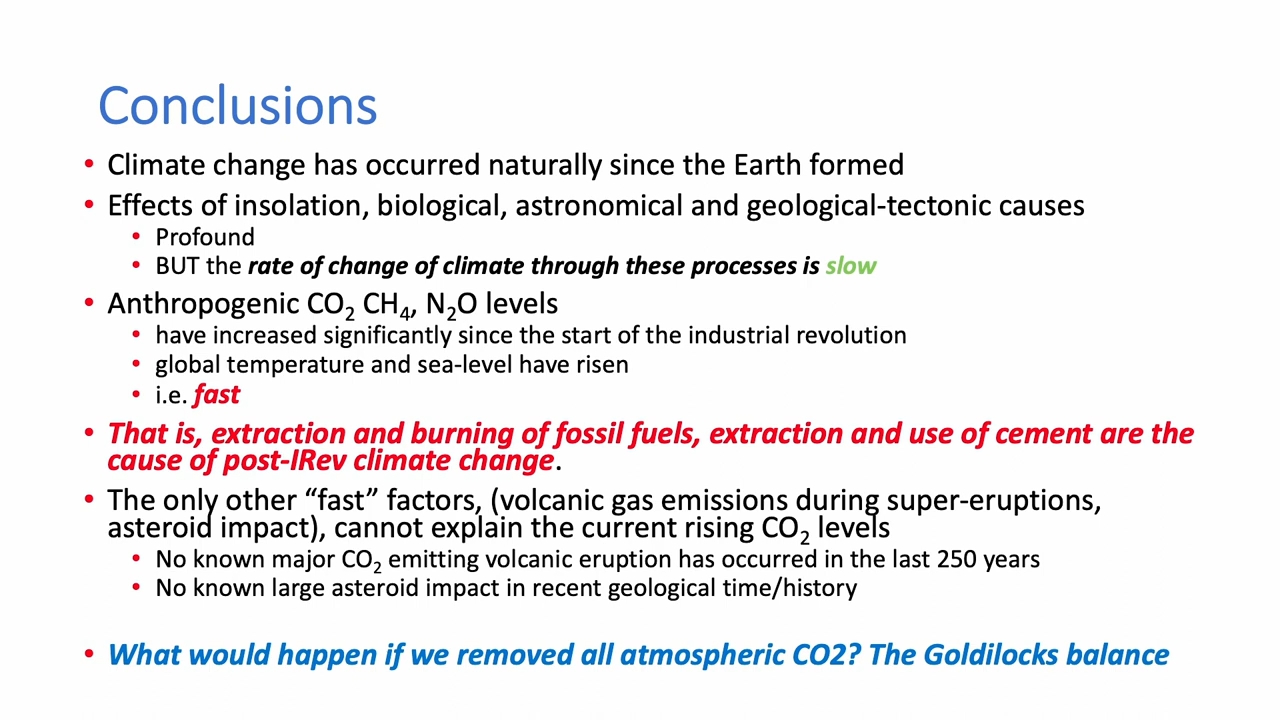 Conclusions
• Climate change has occurred naturally since the Earth formed
• Effects of insolation, biological, astronomical and geological-tectonic causes
• Profound
• BUT the rate of change of climate through these processes is slow
• Anthropogenic CO₂ CH₄, N₂O levels
• have increased significantly since the start of the industrial revolution
• global temperature and sea-level have risen
• i.e. fast
• That is, extraction and burning of fossil fuels, extraction and use of cement are the
cause of post-IRev climate change.
• The only other “fast” factors, (volcanic gas emissions during super-eruptions,
asteroid impact), cannot explain the current rising CO₂ levels
• No known major CO₂ emitting volcanic eruption has occurred in the last 250 years
• No known large asteroid impact in recent geological time/history
• What would happen if we removed all atmospheric CO2? The Goldilocks balance